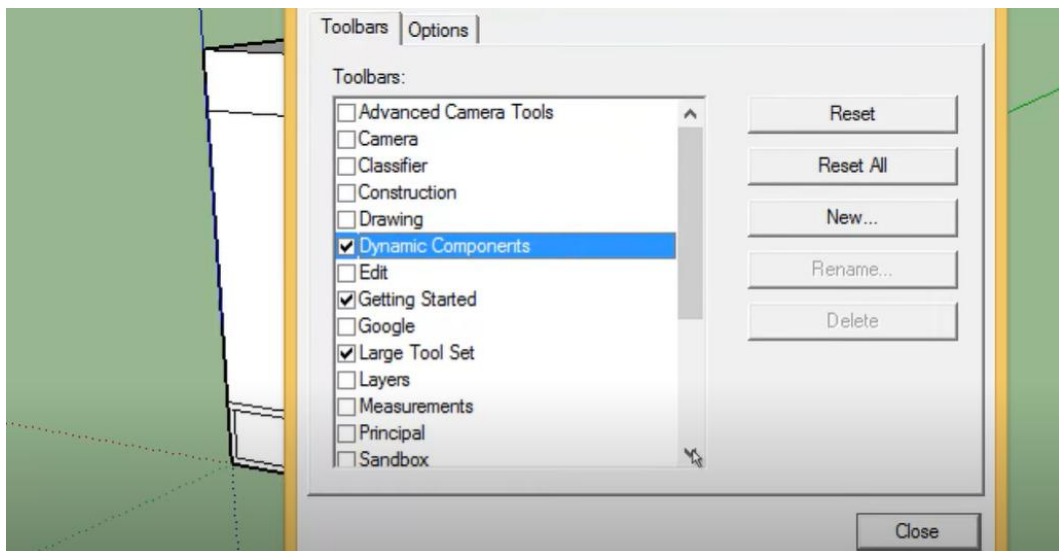 Toolbars Options
Toolbars:
Advanced Camera Tools
Camera
Classifier
Construction
Drawing
Dynamic Components
Edit
Getting Started
Google
Large Tool Set
Layers
Measurements
Principal
Sandbox
Reset
Reset All
New...
Rename...
Delete
Close